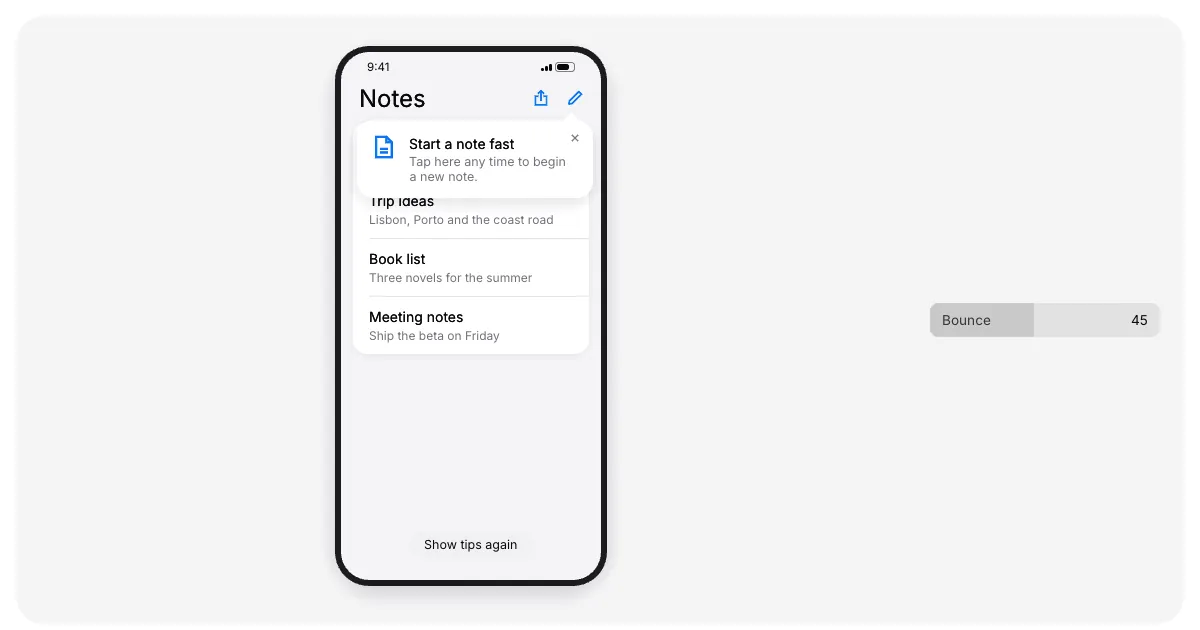 9:41
Notes
Start a note fast
×
Tap here any time to begin
a new note.
Trip ideas
Lisbon, Porto and the coast road
Book list
Three novels for the summer
Meeting notes
Ship the beta on Friday
Bounce 45
Show tips again